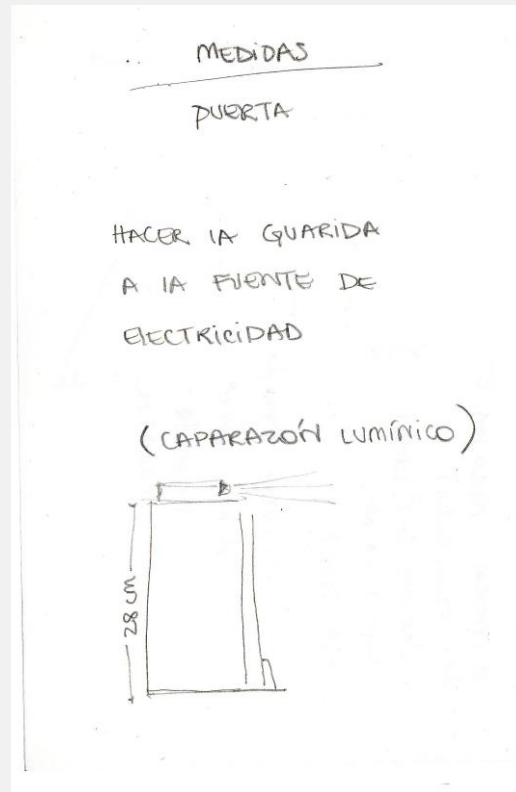 MEDIDAS
PUERTA
HACER LA GUARIDA
A LA FUENTE DE
ELECTRICIDAD
(CAPARAZÓN LUMÍNICO)
28 cm